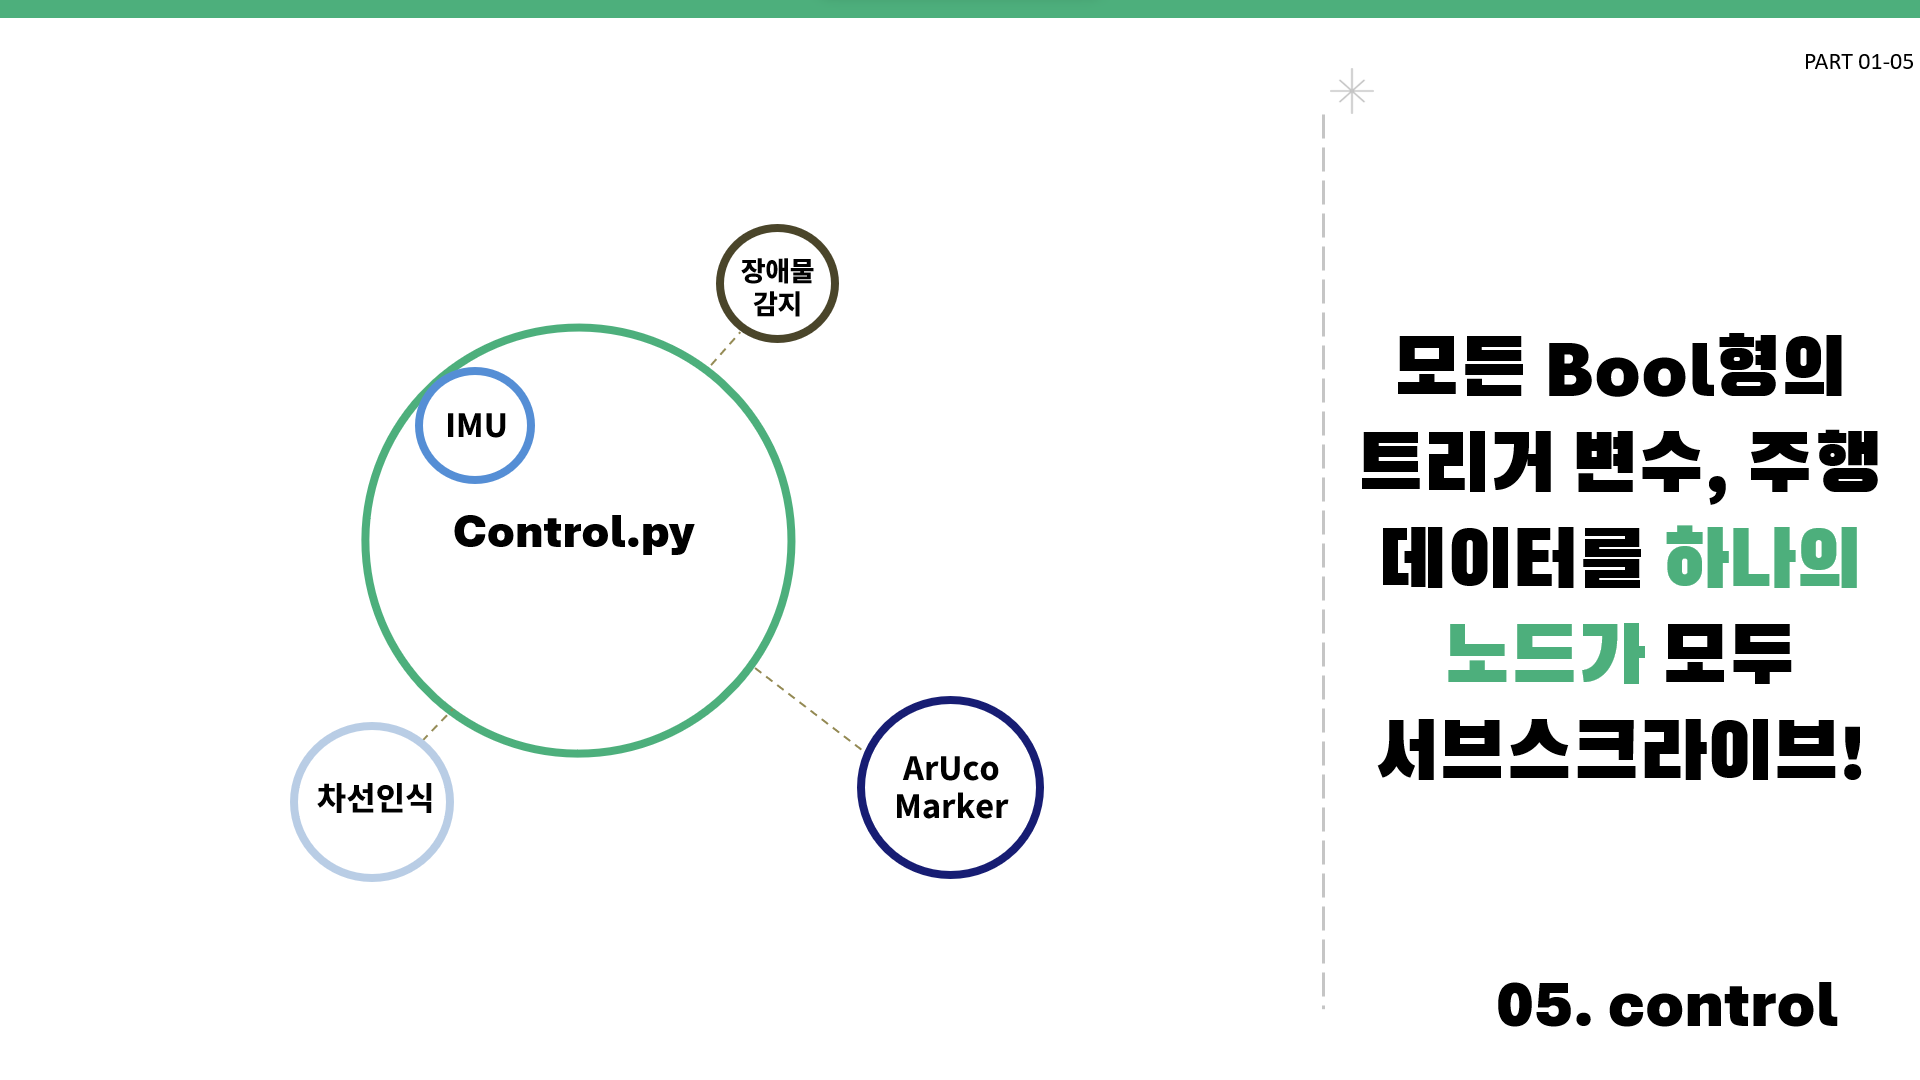 PART 01-05
장애물
감지
IMU
Control.py
차선인식
ArUco
Marker
모든 Bool형의
트리거 변수, 주행
데이터를 하나의
노드가 모두
서브스크라이브!
05. control